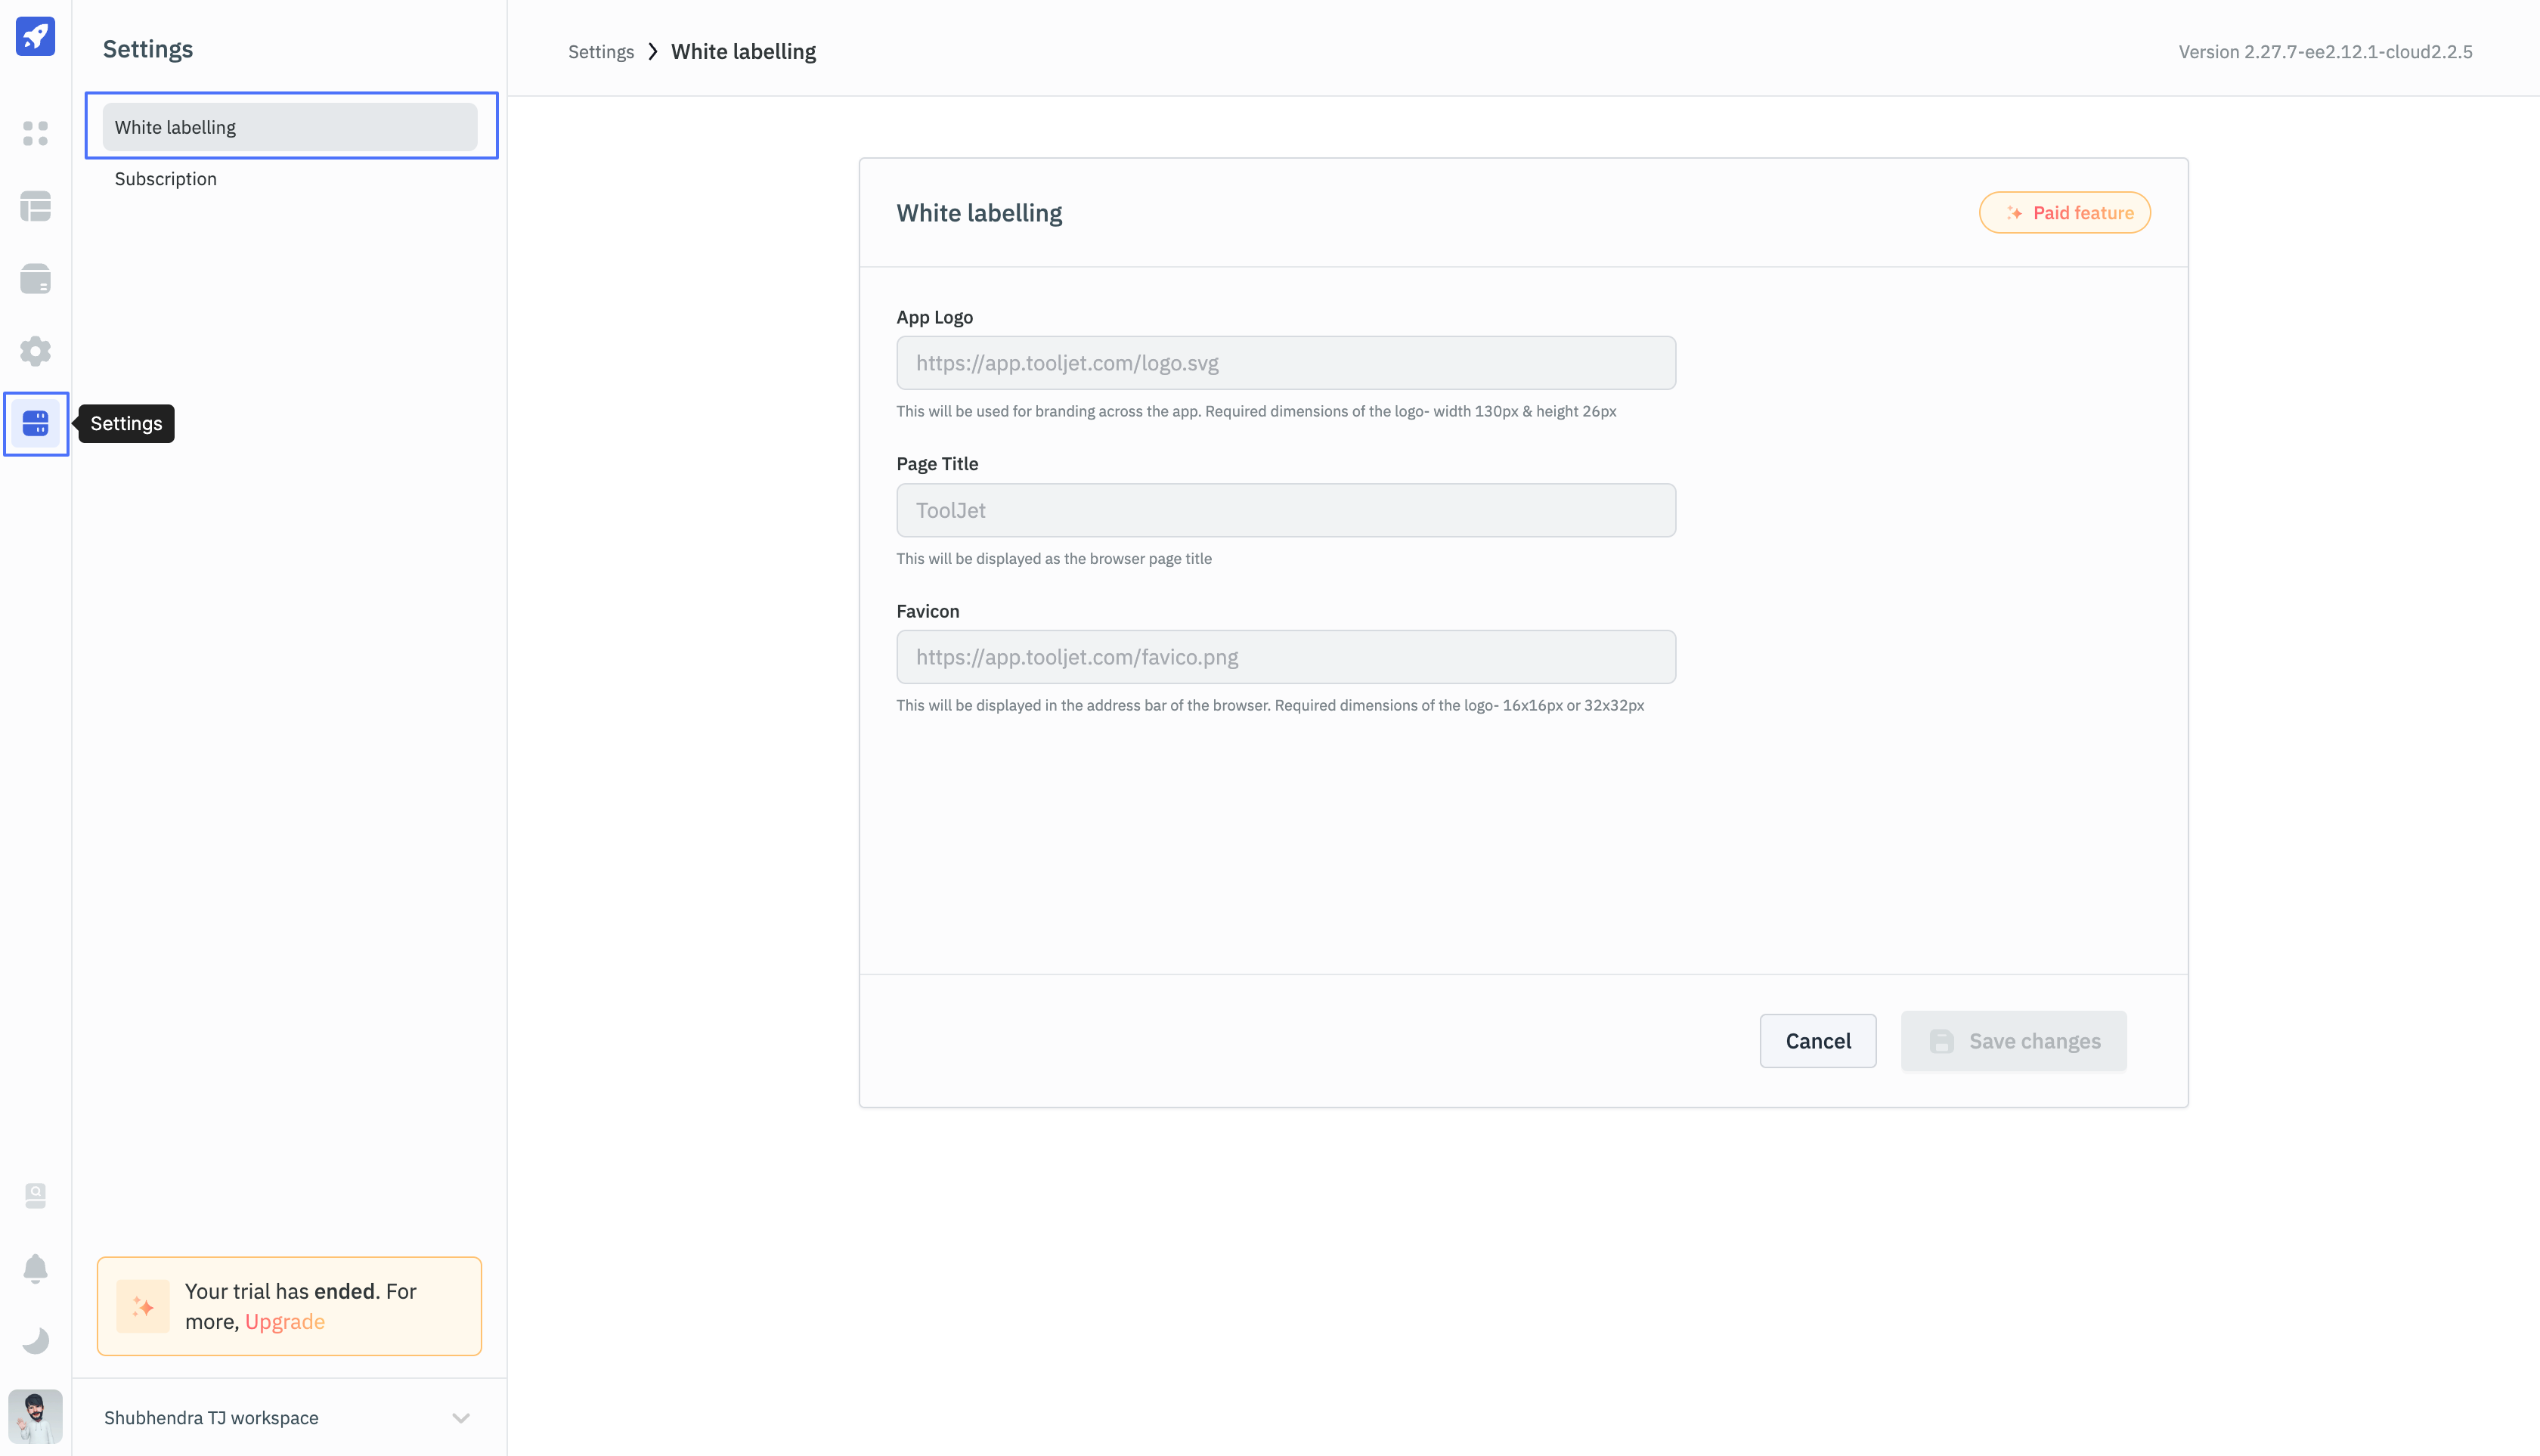 Settings
White labelling
Subscription
Settings
Your trial has ended. For
more, Upgrade
Shubhendra TJ workspace
Settings > White labelling
Version 2.27.7-ee2.12.1-cloud2.2.5
White labelling
Paid feature
App Logo
https://app.tooljet.com/logo.svg
This will be used for branding across the app. Required dimensions of the logo- width 130px & height 26px
Page Title
ToolJet
This will be displayed as the browser page title
Favicon
https://app.tooljet.com/favico.png
This will be displayed in the address bar of the browser. Required dimensions of the logo- 16x16px or 32x32px
Cancel
Save changes